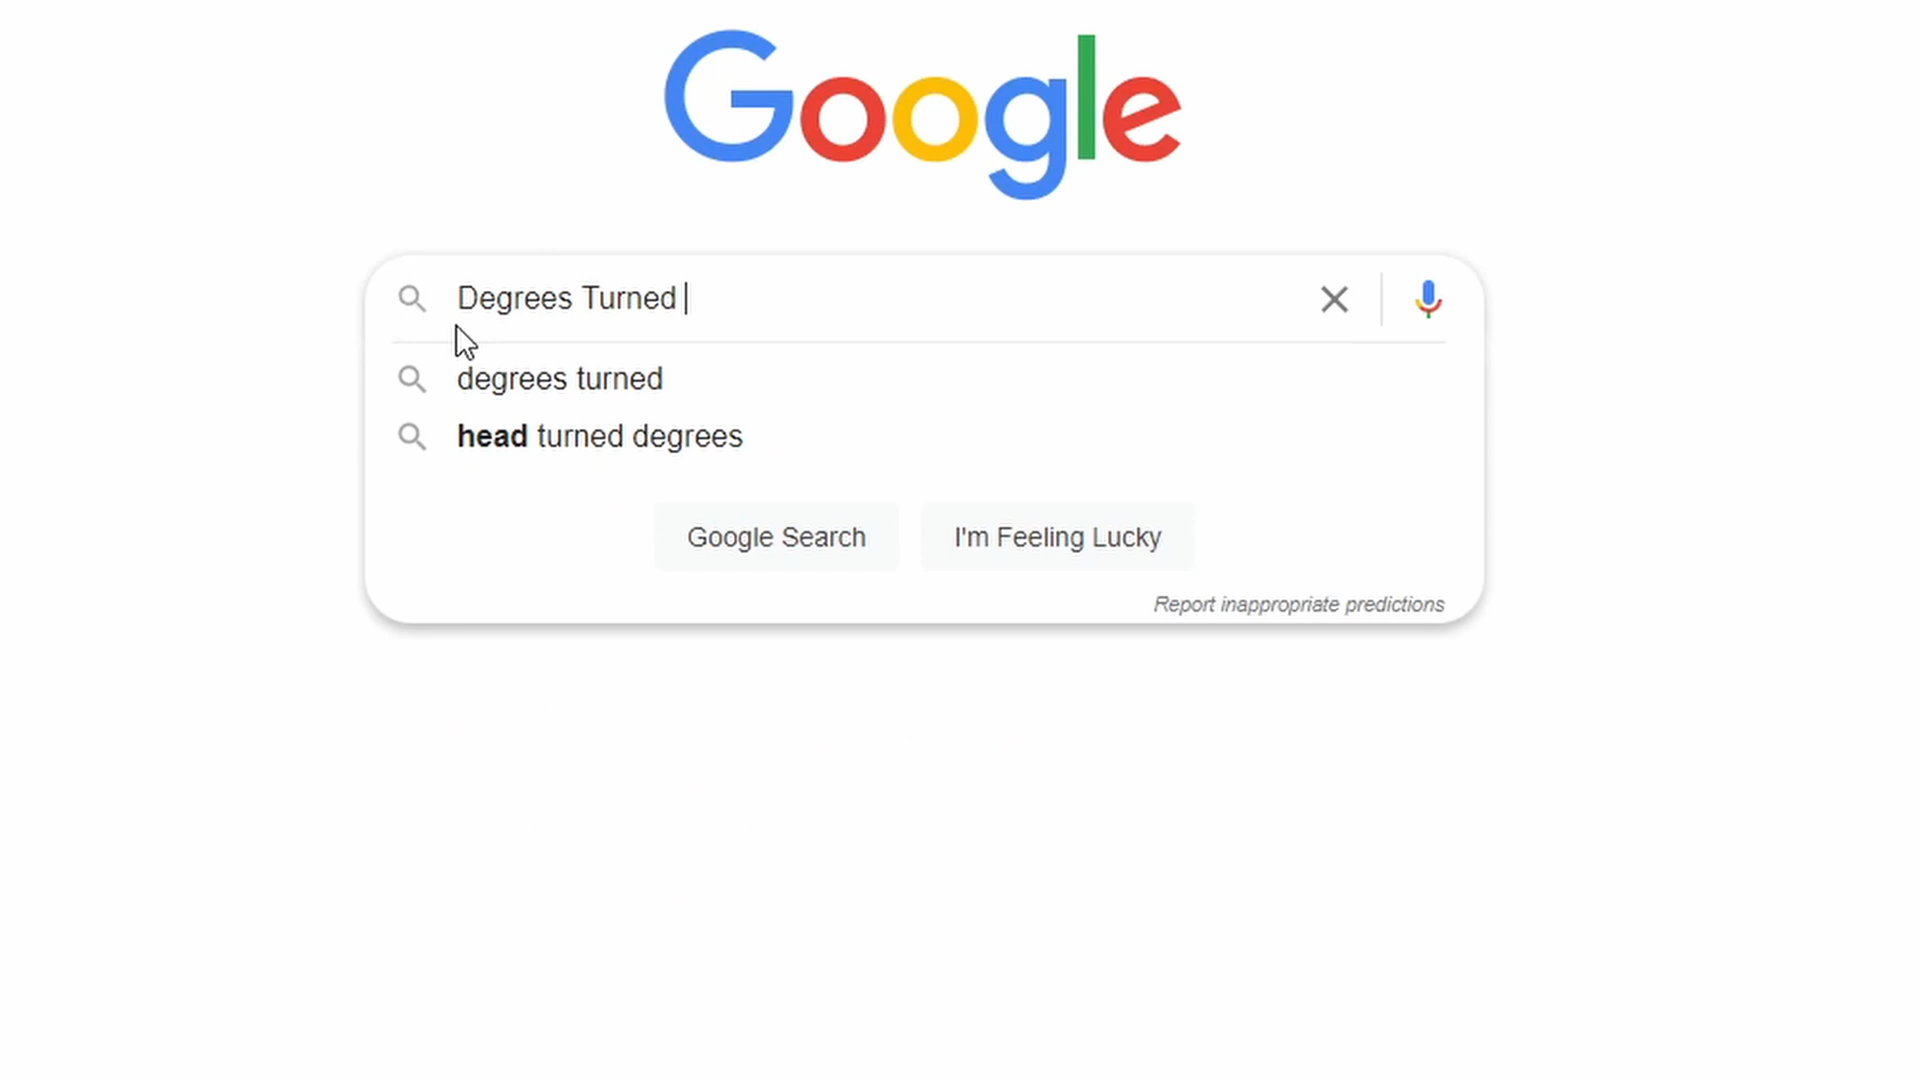 Google
Degrees Turned
degrees turned
head turned degrees
Google Search
I'm Feeling Lucky
Report inappropriate predictions